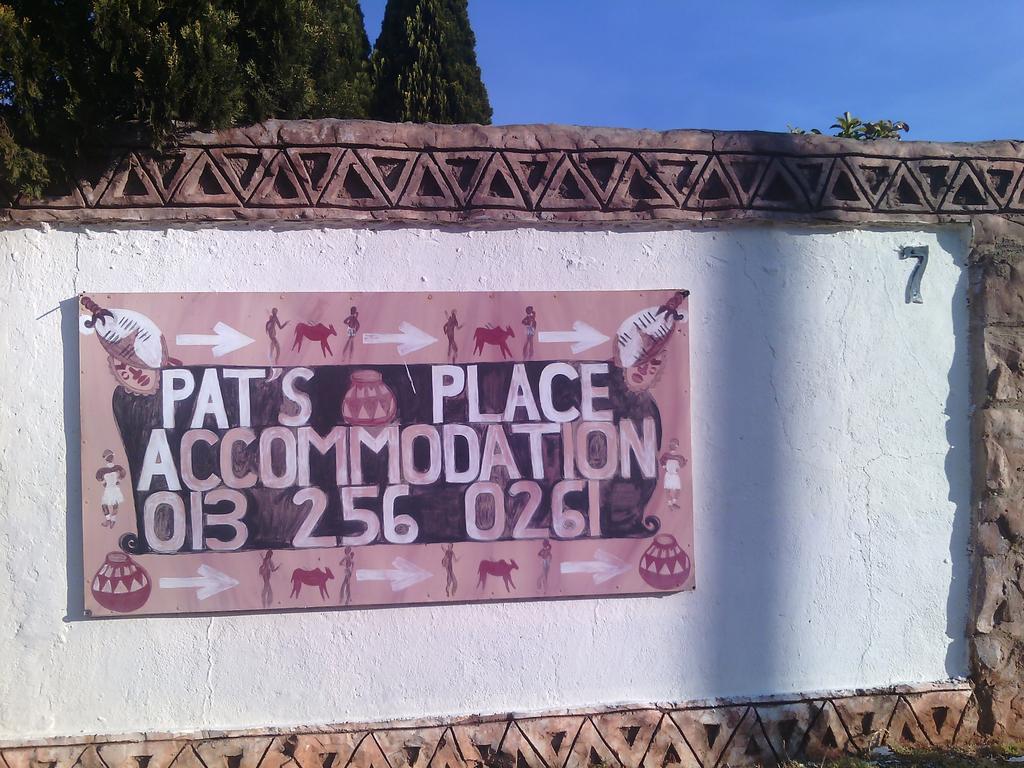 7
PAT'S PLACE
ACCOMMODATION
013 256 0261